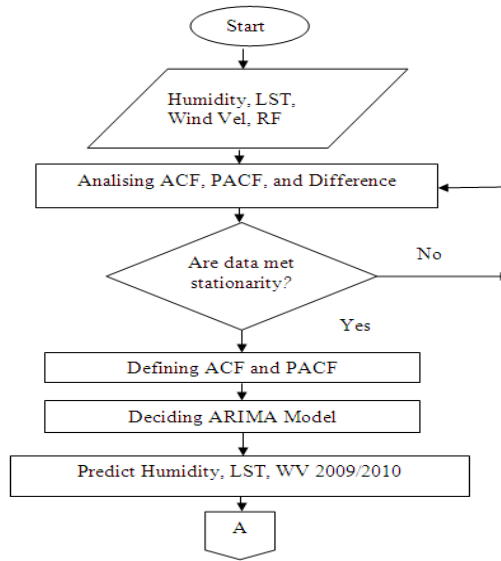 Start
Humidity, LST,
Wind Vel, RF
Analising ACF, PACF, and Difference
Are data met
stationarity?
No
Yes
Defining ACF and PACF
Deciding ARIMA Model
Predict Humidity, LST, WV 2009/2010
A